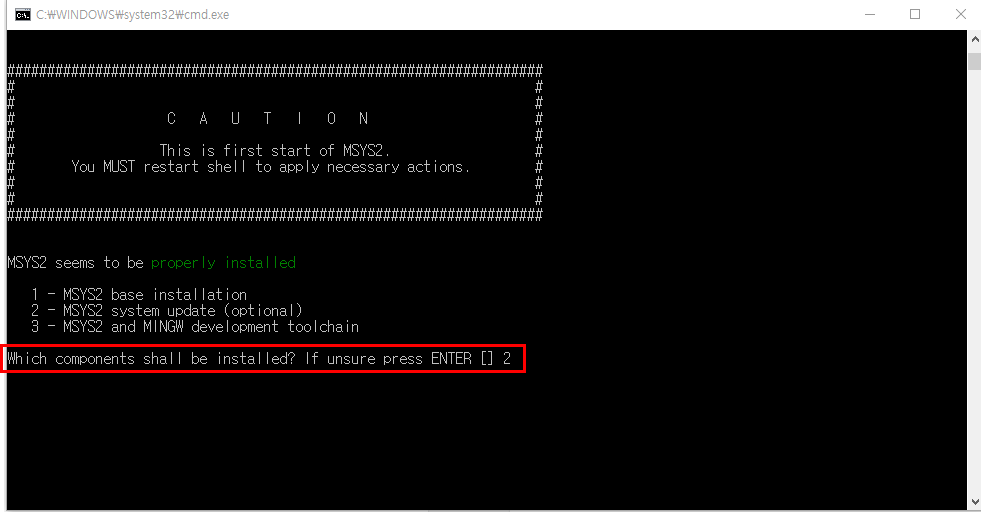 C:₩WINDOWS₩system32₩cmd.exe
###################################################################
# #
# #
# C A U T I O N #
# #
# This is first start of MSYS2. #
# You MUST restart shell to apply necessary actions. #
# #
# #
###################################################################
MSYS2 seems to be properly installed
1 - MSYS2 base installation
2 - MSYS2 system update (optional)
3 - MSYS2 and MINGW development toolchain
Which components shall be installed? If unsure press ENTER [] 2